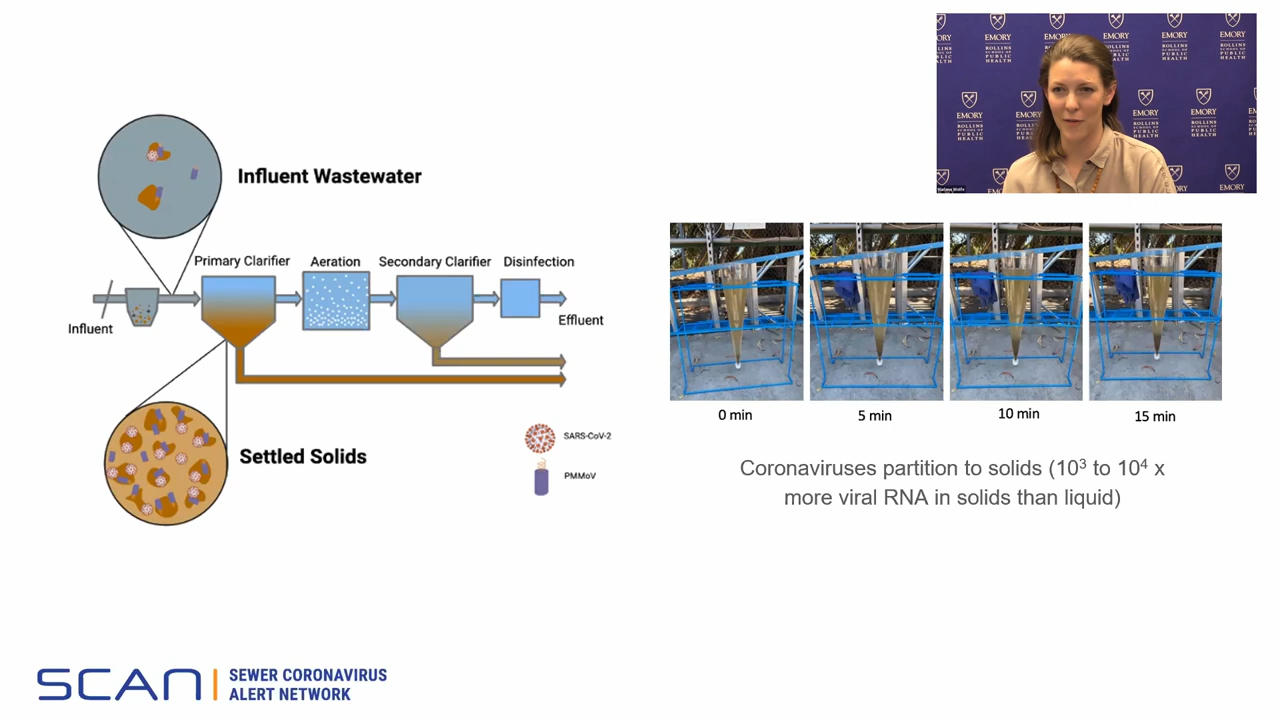 EMORY
ROLLINS
SCHOOL OF
PUBLIC
HEALTH
Influent Wastewater
Primary Clarifier
Aeration
Secondary Clarifier
Disinfection
Influent
Effluent
Settled Solids
SARS-CoV-2
PMMoV
0 min
5 min
10 min
15 min
Coronaviruses partition to solids (10³ to 10⁴ x
more viral RNA in solids than liquid)
SCAN
SEWER CORONAVIRUS
ALERT NETWORK